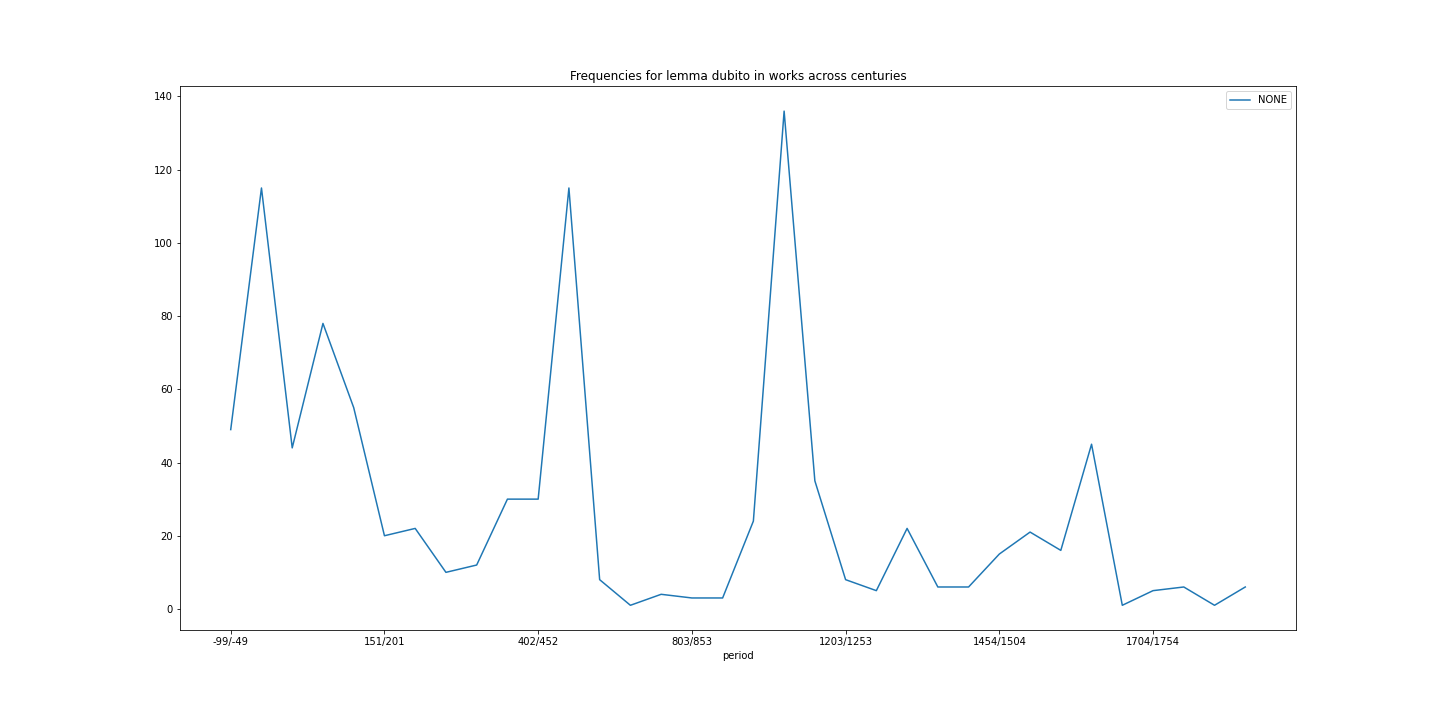 Frequencies for lemma dubito in works across centuries
NONE
140
120
100
80
60
40
20
0
-99/-49 151/201 402/452 803/853 1203/1253 1454/1504 1704/1754
period